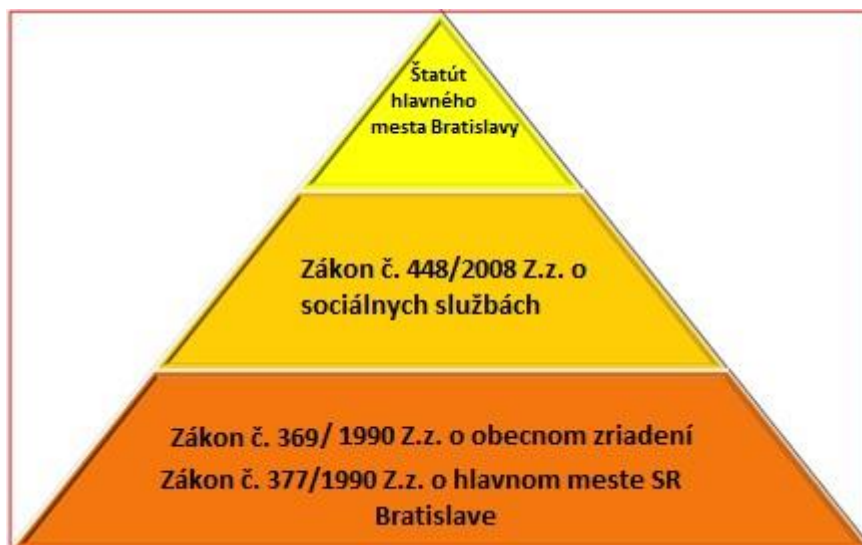 Štatút
hlavného
mesta Bratislavy
Zákon č. 448/2008 Z.z. o
sociálnych službách
Zákon č. 369/ 1990 Z.z. o obecnom zriadení
Zákon č. 377/1990 Z.z. o hlavnom meste SR
Bratislave